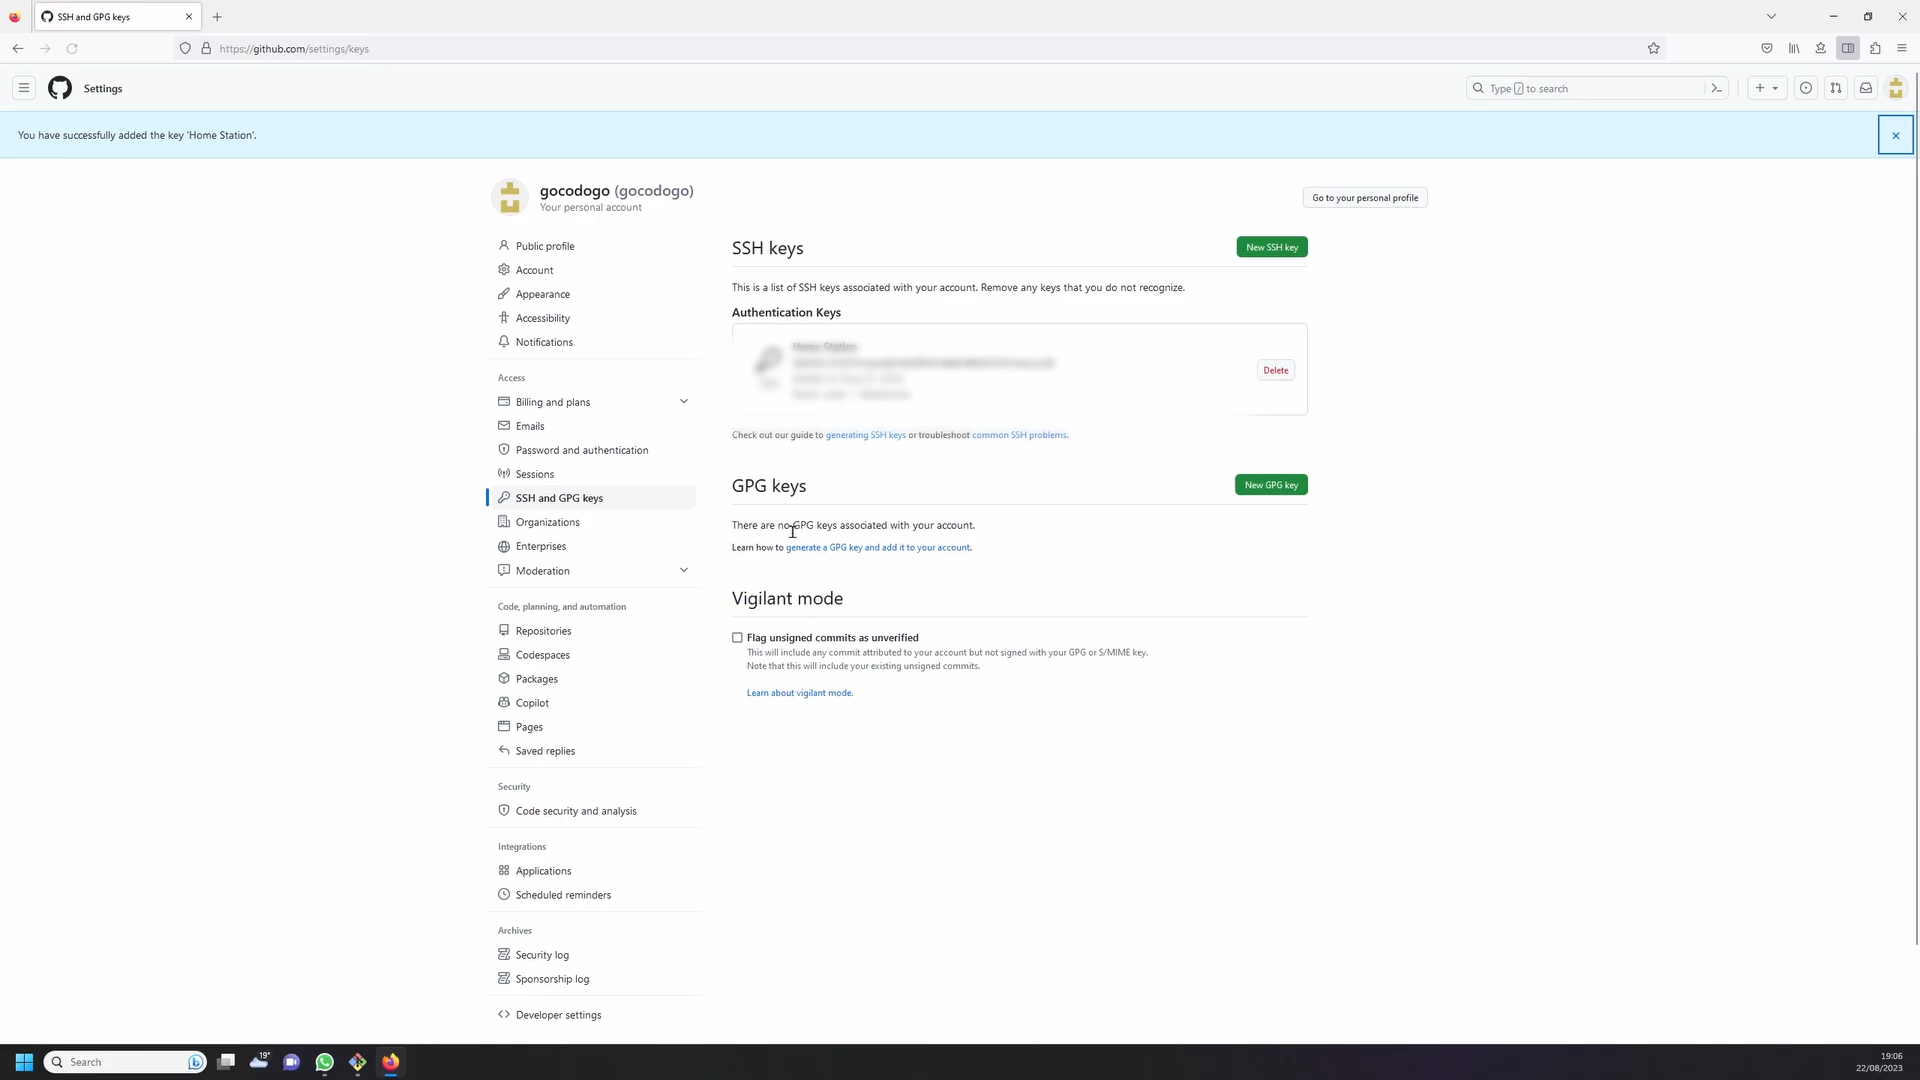 SSH and GPG keys
https://github.com/settings/keys
Settings
Type / to search
You have successfully added the key 'Home Station'.
gocodogo (gocodogo)
Your personal account
Go to your personal profile
Public profile
Account
Appearance
Accessibility
Notifications
Access
Billing and plans
Emails
Password and authentication
Sessions
SSH and GPG keys
Organizations
Enterprises
Moderation
Code, planning, and automation
Repositories
Codespaces
Packages
Copilot
Pages
Saved replies
Security
Code security and analysis
Integrations
Applications
Scheduled reminders
Archives
Security log
Sponsorship log
Developer settings
SSH keys
New SSH key
This is a list of SSH keys associated with your account. Remove any keys that you do not recognize.
Authentication Keys
Home Station
Delete
Check out our guide to generating SSH keys or troubleshoot common SSH problems.
GPG keys
New GPG key
There are no GPG keys associated with your account.
Learn how to generate a GPG key and add it to your account.
Vigilant mode
Flag unsigned commits as unverified
This will include any commit attributed to your account but not signed with your GPG or S/MIME key.
Note that this will include your existing unsigned commits.
Learn about vigilant mode.
Search
19°
19:06
22/08/2023